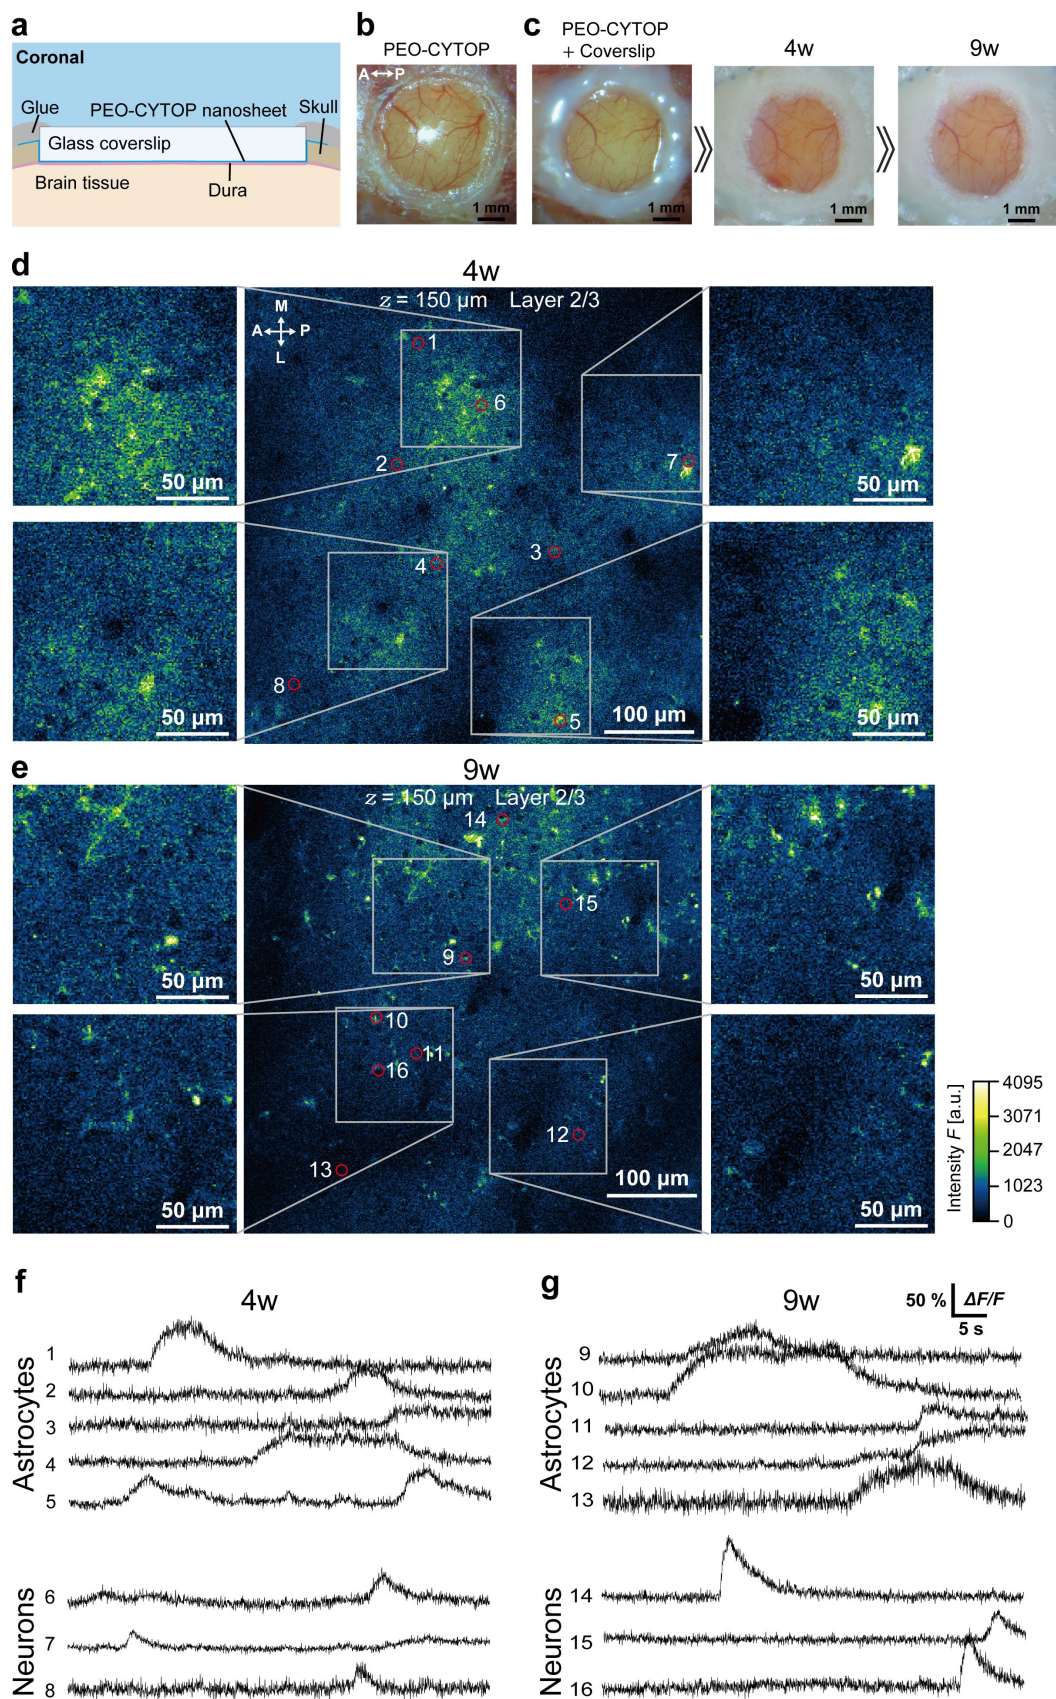 a
Coronal
Glue
PEO-CYTOP nanosheet
Skull
Glass coverslip
Brain tissue
Dura
b
PEO-CYTOP
A P
1 mm
c
PEO-CYTOP
+ Coverslip
1 mm
4w
1 mm
9w
1 mm
d
4w
z = 150 µm Layer 2/3
M
A P
L
1
6
2
7
3
4
8
5
100 µm
50 µm
50 µm
50 µm
50 µm
e
9w
z = 150 µm Layer 2/3
14
15
9
10
11
16
12
13
100 µm
50 µm
50 µm
50 µm
50 µm
Intensity F [a.u.]
4095
3071
2047
1023
0
f
4w
Astrocytes
1
2
3
4
5
Neurons
6
7
8
g
9w
50 % ΔF/F
5 s
Astrocytes
9
10
11
12
13
Neurons
14
15
16